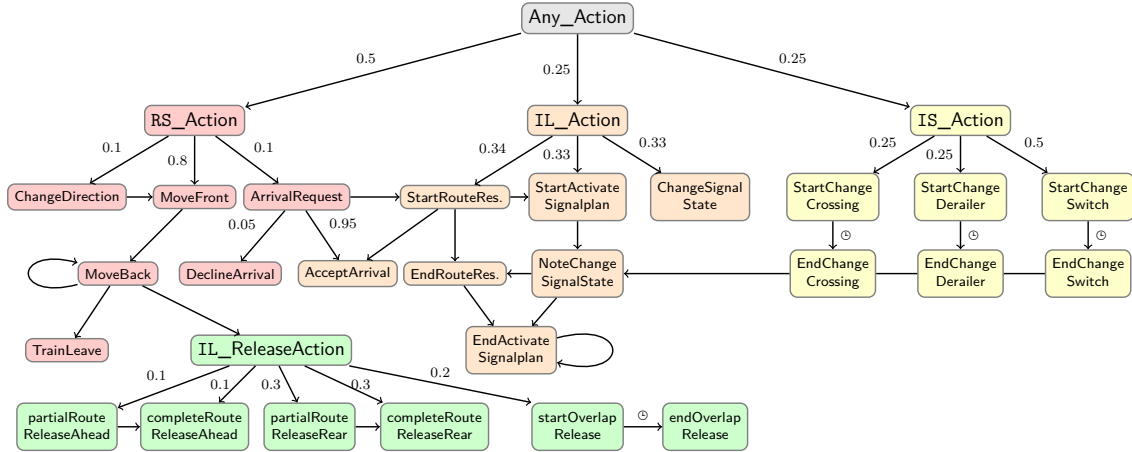 Any_Action
0.5
0.25
0.25
RS_Action
IL_Action
IS_Action
0.1
0.8
0.1
0.34
0.33
0.33
0.25
0.25
0.5
ChangeDirection
MoveFront
ArrivalRequest
StartRouteRes.
StartActivate
Signalplan
ChangeSignal
State
StartChange
Crossing
StartChange
Derailer
StartChange
Switch
0.05
0.95
MoveBack
DeclineArrival
AcceptArrival
EndRouteRes.
NoteChange
SignalState
EndChange
Crossing
EndChange
Derailer
EndChange
Switch
TrainLeave
IL_ReleaseAction
EndActivate
Signalplan
0.1
0.1
0.3
0.3
0.2
partialRoute
ReleaseAhead
completeRoute
ReleaseAhead
partialRoute
ReleaseRear
completeRoute
ReleaseRear
startOverlap
Release
endOverlap
Release